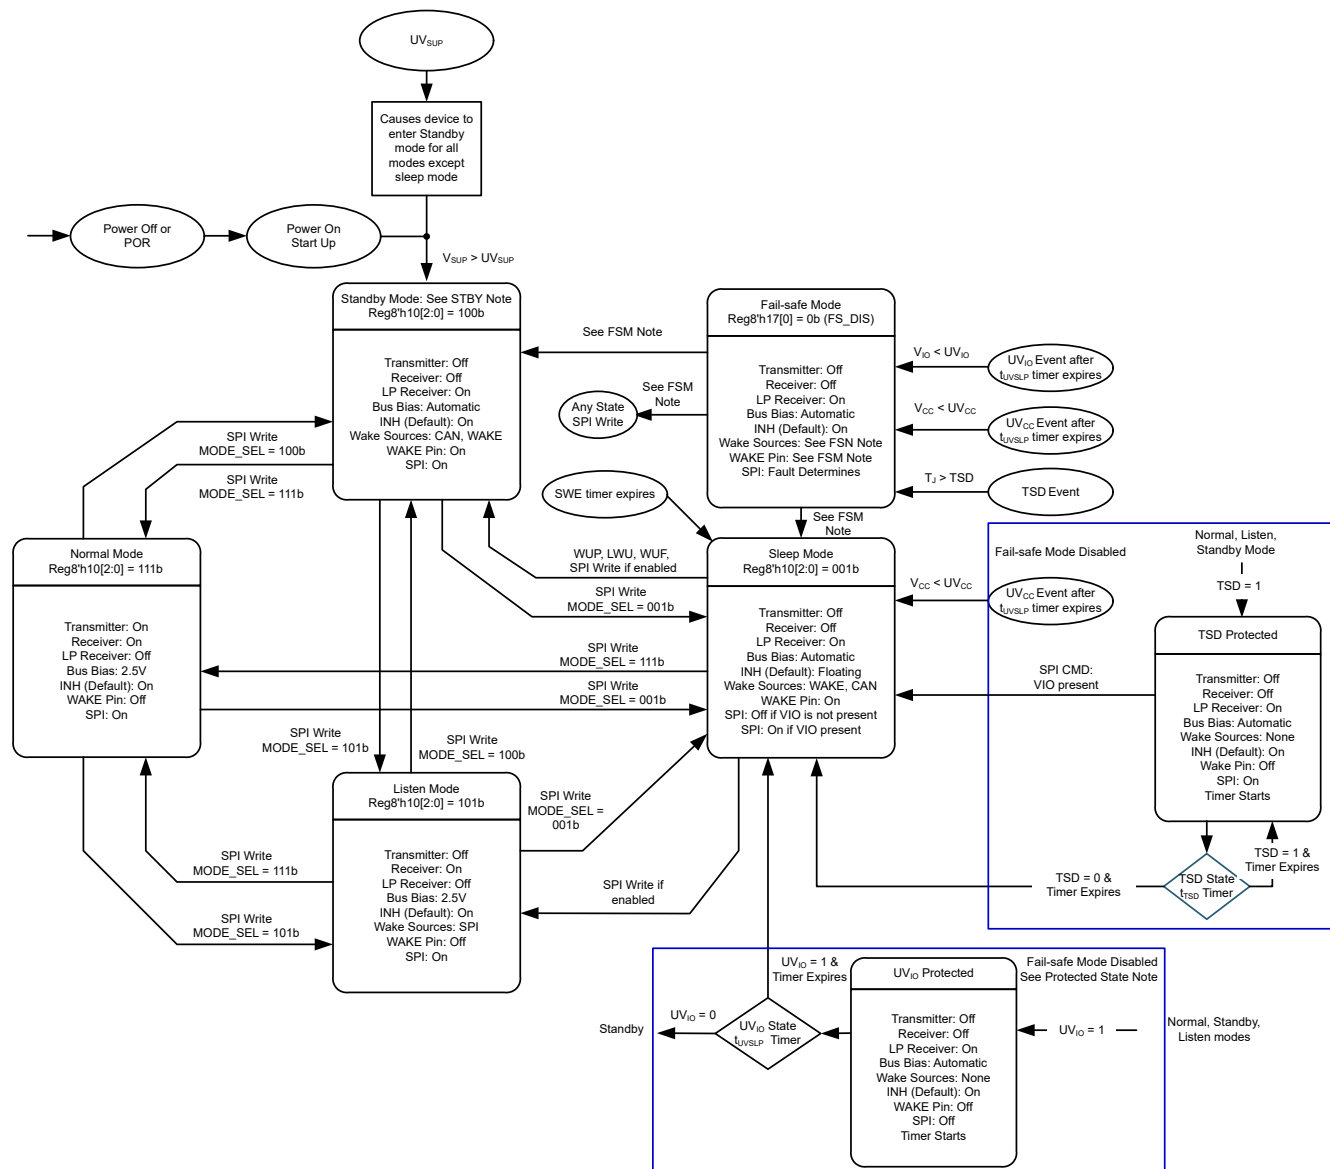 UVSUP
Causes device to
enter Standby
mode for all
modes except
sleep mode
Power Off or
POR
Power On
Start Up
VSUP > UVSUP
Standby Mode: See STBY Note
Reg8'h10[2:0] = 100b
Transmitter: Off
Receiver: Off
LP Receiver: On
Bus Bias: Automatic
INH (Default): On
Wake Sources: CAN, WAKE
WAKE Pin: On
SPI: On
See FSM Note
Fail-safe Mode
Reg8'h17[0] = 0b (FS_DIS)
Transmitter: Off
Receiver: Off
LP Receiver: On
Bus Bias: Automatic
INH (Default): On
Wake Sources: See FSN Note
WAKE Pin: See FSM Note
SPI: Fault Determines
See FSM
Note
Any State
SPI Write
VIO < UVIO
UVIO Event after
tUVSLP timer expires
VCC < UVCC
UVCC Event after
tUVSLP timer expires
TJ > TSD
TSD Event
SWE timer expires
See FSM
Note
SPI Write
MODE_SEL = 100b
SPI Write
MODE_SEL = 111b
Normal Mode
Reg8'h10[2:0] = 111b
Transmitter: On
Receiver: On
LP Receiver: Off
Bus Bias: 2.5V
INH (Default): On
WAKE Pin: Off
SPI: On
WUP, LWU, WUF,
SPI Write if enabled
SPI Write
MODE_SEL = 001b
SPI Write
MODE_SEL = 111b
SPI Write
MODE_SEL = 001b
Sleep Mode
Reg8'h10[2:0] = 001b
Transmitter: Off
Receiver: Off
LP Receiver: On
Bus Bias: Automatic
INH (Default): Floating
Wake Sources: WAKE, CAN
WAKE Pin: On
SPI: Off if VIO is not present
SPI: On if VIO present
VCC < UVCC
Fail-safe Mode Disabled
UVCC Event after
tUVSLP timer expires
Normal, Listen,
Standby Mode
TSD = 1
TSD Protected
Transmitter: Off
Receiver: Off
LP Receiver: On
Bus Bias: Automatic
Wake Sources: None
INH (Default): On
Wake Pin: Off
SPI: On
Timer Starts
SPI CMD:
VIO present
TSD = 0 &
Timer Expires
TSD State
tTSD Timer
TSD = 1 &
Timer Expires
SPI Write
MODE_SEL = 101b
SPI Write
MODE_SEL = 100b
Listen Mode
Reg8'h10[2:0] = 101b
Transmitter: Off
Receiver: On
LP Receiver: Off
Bus Bias: 2.5V
INH (Default): On
Wake Sources: SPI
WAKE Pin: Off
SPI: On
SPI Write
MODE_SEL =
001b
SPI Write if
enabled
SPI Write
MODE_SEL = 111b
SPI Write
MODE_SEL = 101b
UVIO = 1 &
Timer Expires
Fail-safe Mode Disabled
See Protected State Note
Standby
UVIO = 0
UVIO State
tUVSLP Timer
UVIO Protected
Transmitter: Off
Receiver: Off
LP Receiver: On
Bus Bias: Automatic
Wake Sources: None
INH (Default): On
WAKE Pin: Off
SPI: Off
Timer Starts
UVIO = 1
Normal, Standby,
Listen modes